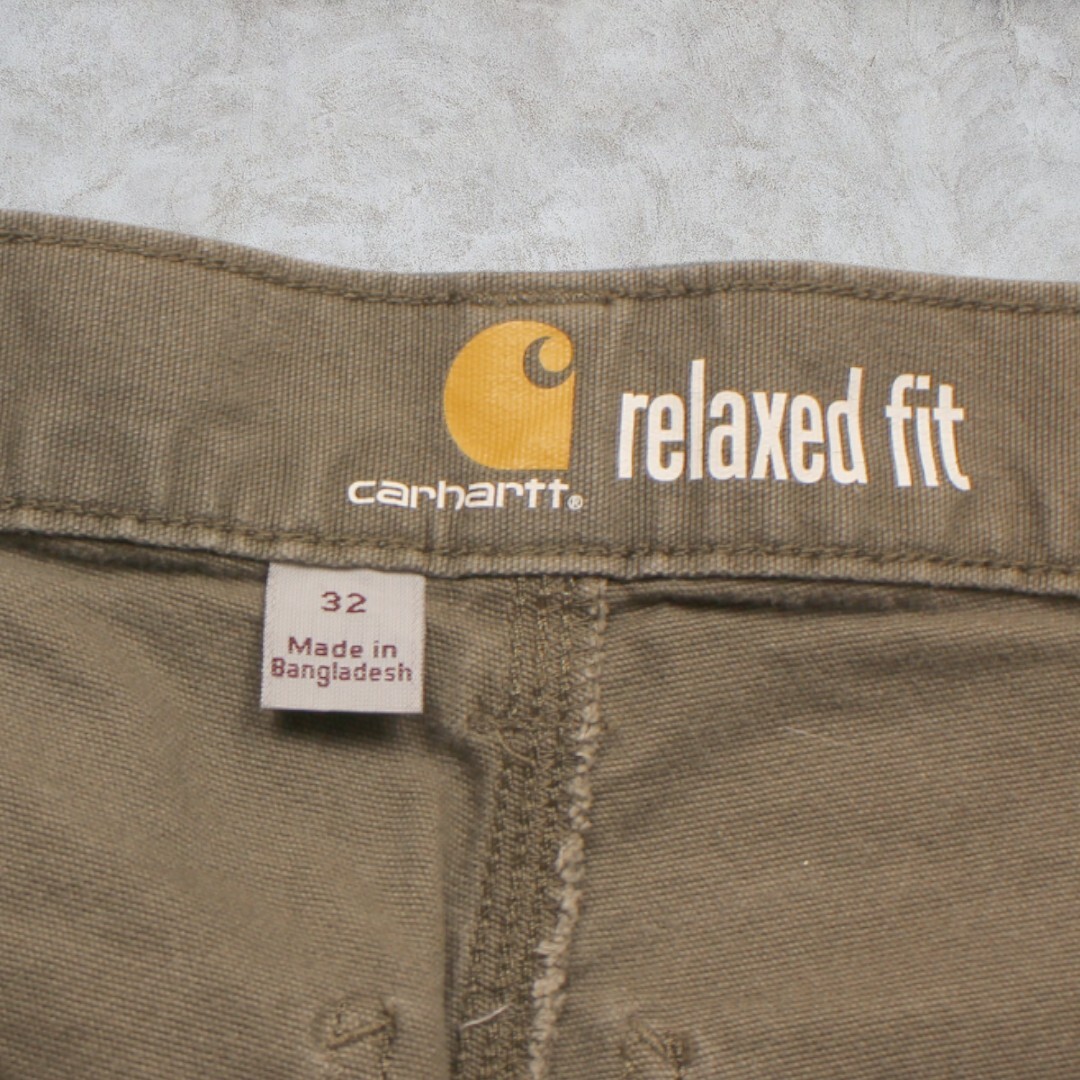 relaxed fit
carhartt®
32
Made in
Bangladesh